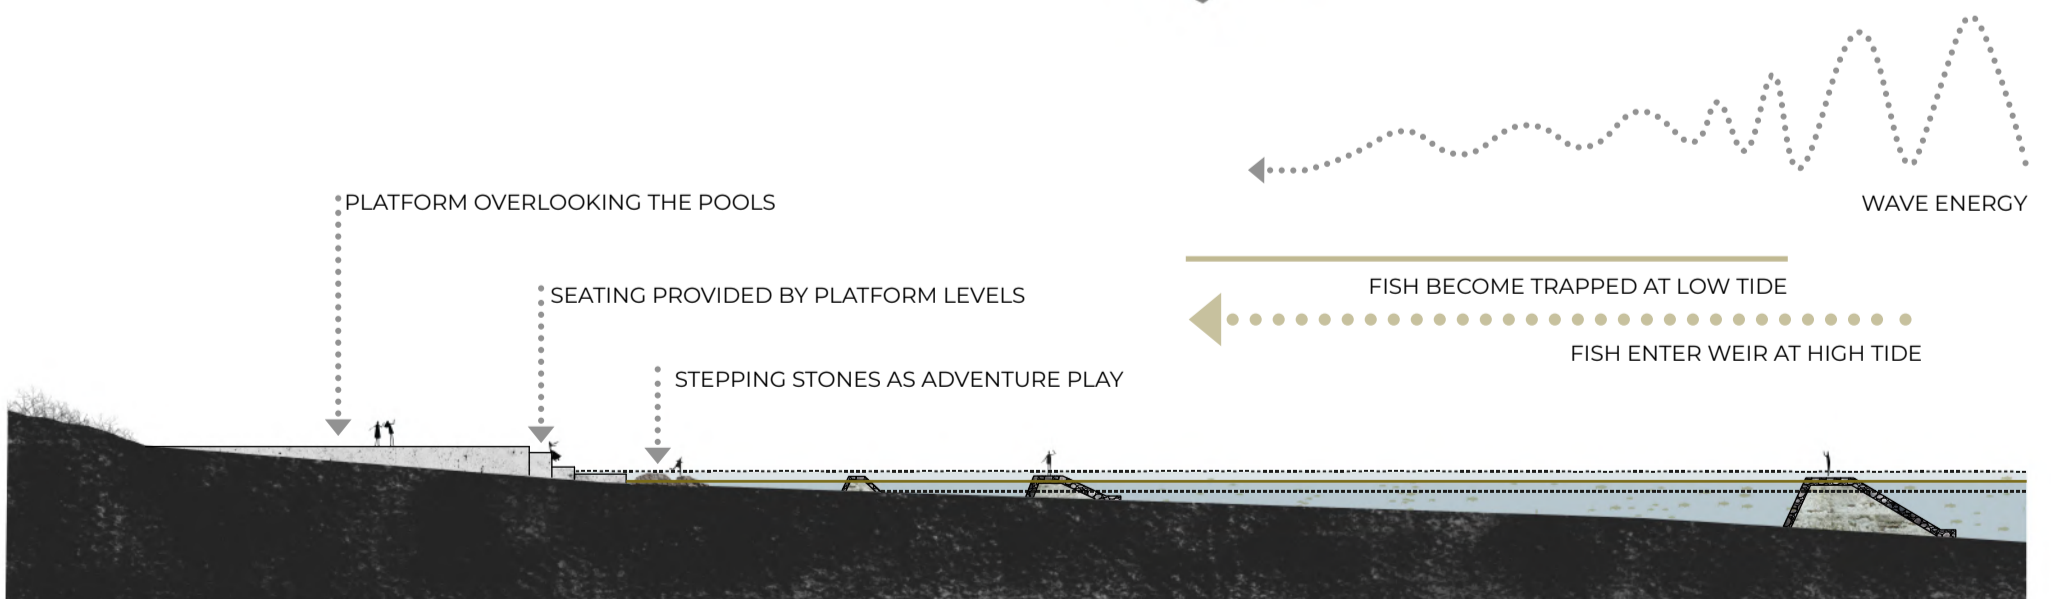 WAVE ENERGY
PLATFORM OVERLOOKING THE POOLS
FISH BECOME TRAPPED AT LOW TIDE
SEATING PROVIDED BY PLATFORM LEVELS
FISH ENTER WEIR AT HIGH TIDE
STEPPING STONES AS ADVENTURE PLAY